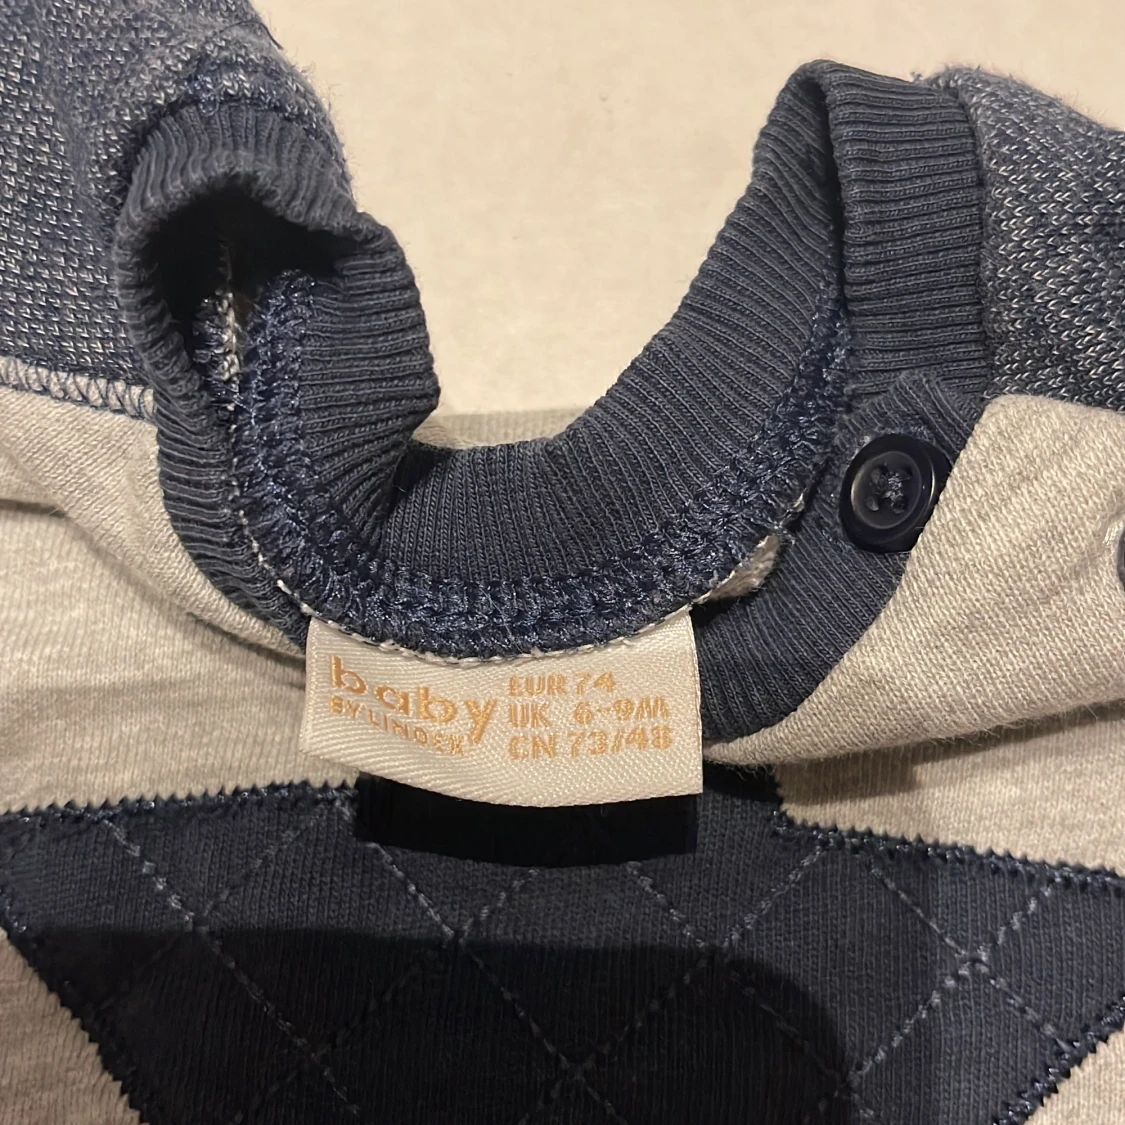 baby
BY LINDEX
EUR 74
UK 6-9M
CN 73/48